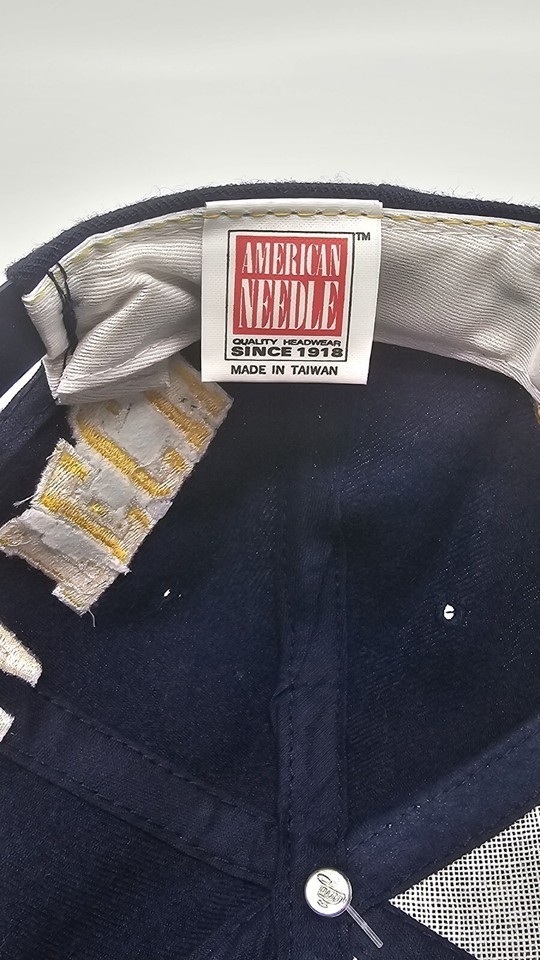 AMERICAN
NEEDLE
TM
QUALITY HEADWEAR
SINCE 1918
MADE IN TAIWAN